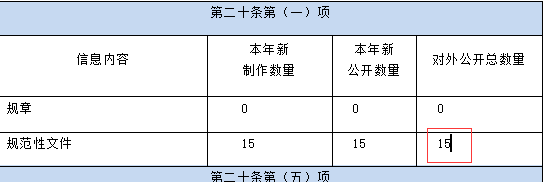 第二十条第（一）项
信息内容 本年新 本年新 对外公开总数量
制作数量 公开数量
规章 0 0 0
规范性文件 15 15 15
第二十条第（五）项